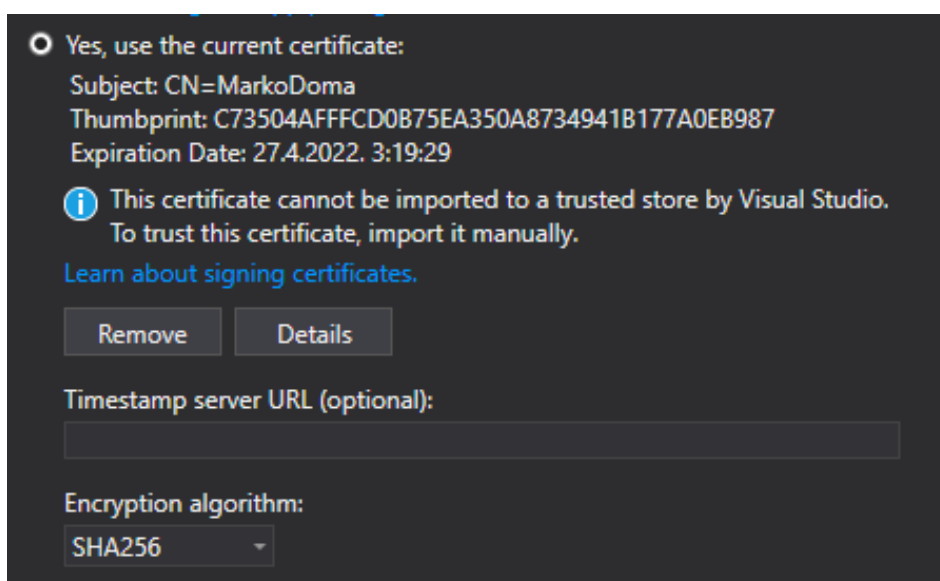 Yes, use the current certificate:
Subject: CN=MarkoDoma
Thumbprint: C73504AFFFCD0B75EA350A8734941B177A0EB987
Expiration Date: 27.4.2022. 3:19:29
This certificate cannot be imported to a trusted store by Visual Studio.
To trust this certificate, import it manually.
Learn about signing certificates.
Remove Details
Timestamp server URL (optional):
Encryption algorithm:
SHA256